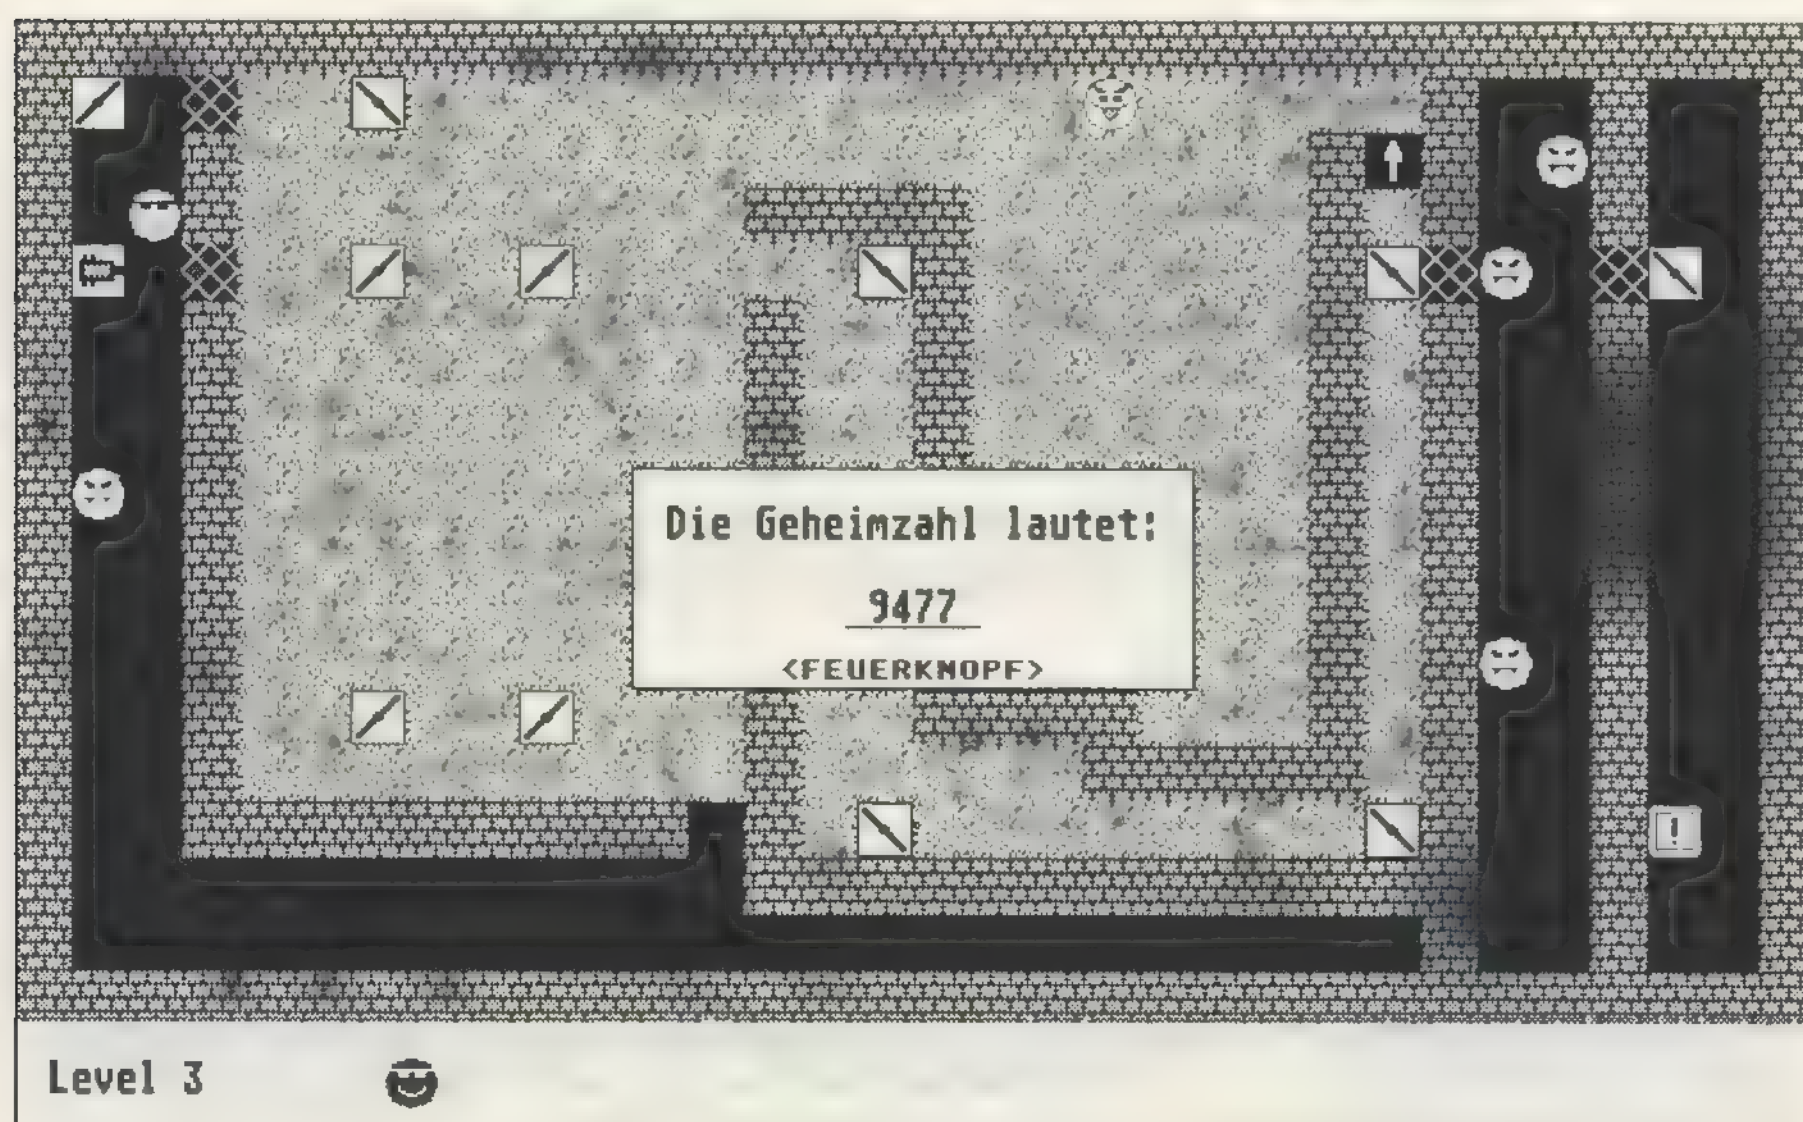 Die Geheimzahl lautet:
9477
<FEUERKNOPF>
!
Level 3